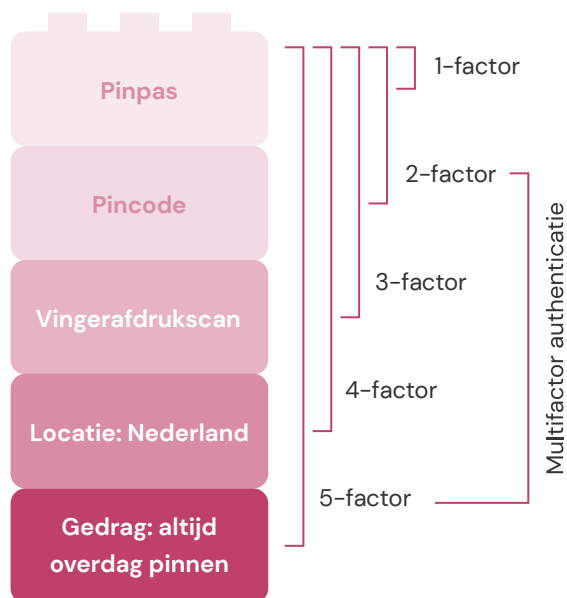 Pinpas
1-factor
Pincode
2-factor
Vingerafdrukscan
3-factor
Locatie: Nederland
4-factor
Gedrag: altijd
overdag pinnen
5-factor
Multifactor authenticatie